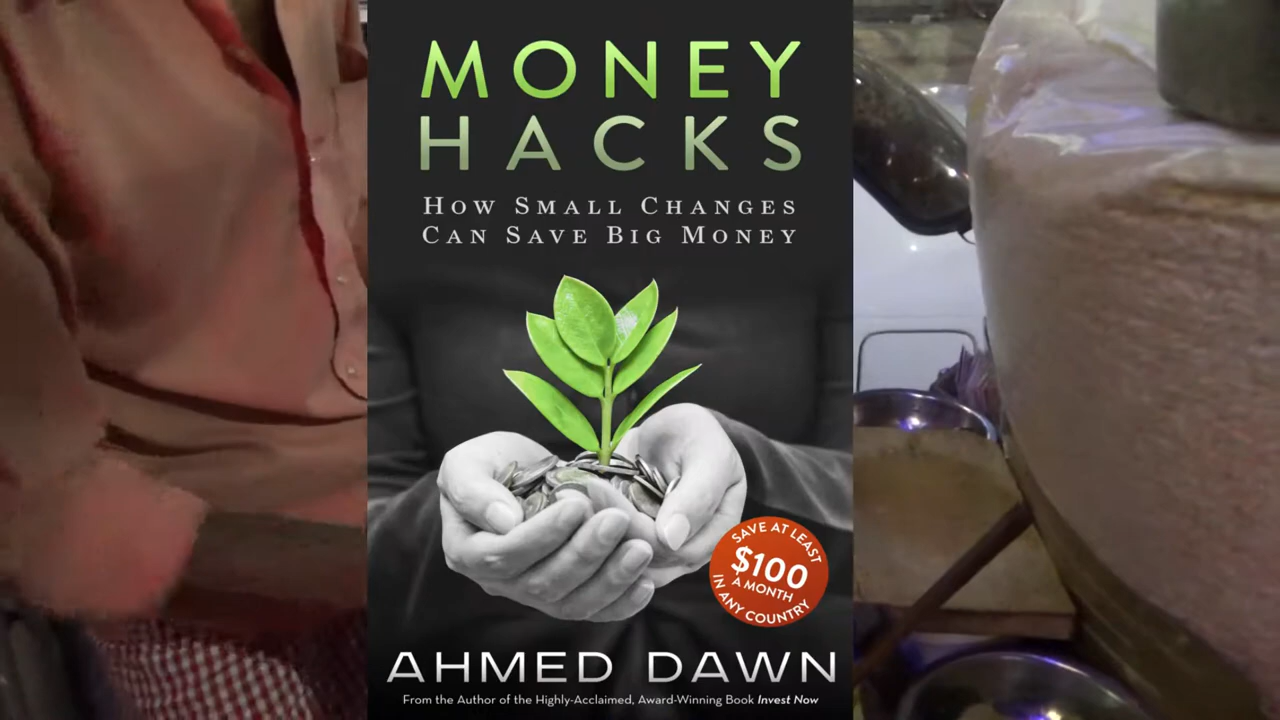 MONEY
HACKS
How Small Changes
Can Save Big Money
SAVE AT LEAST
$100
A MONTH
IN ANY COUNTRY
AHMED DAWN
From the Author of the Highly-Acclaimed, Award-Winning Book Invest Now